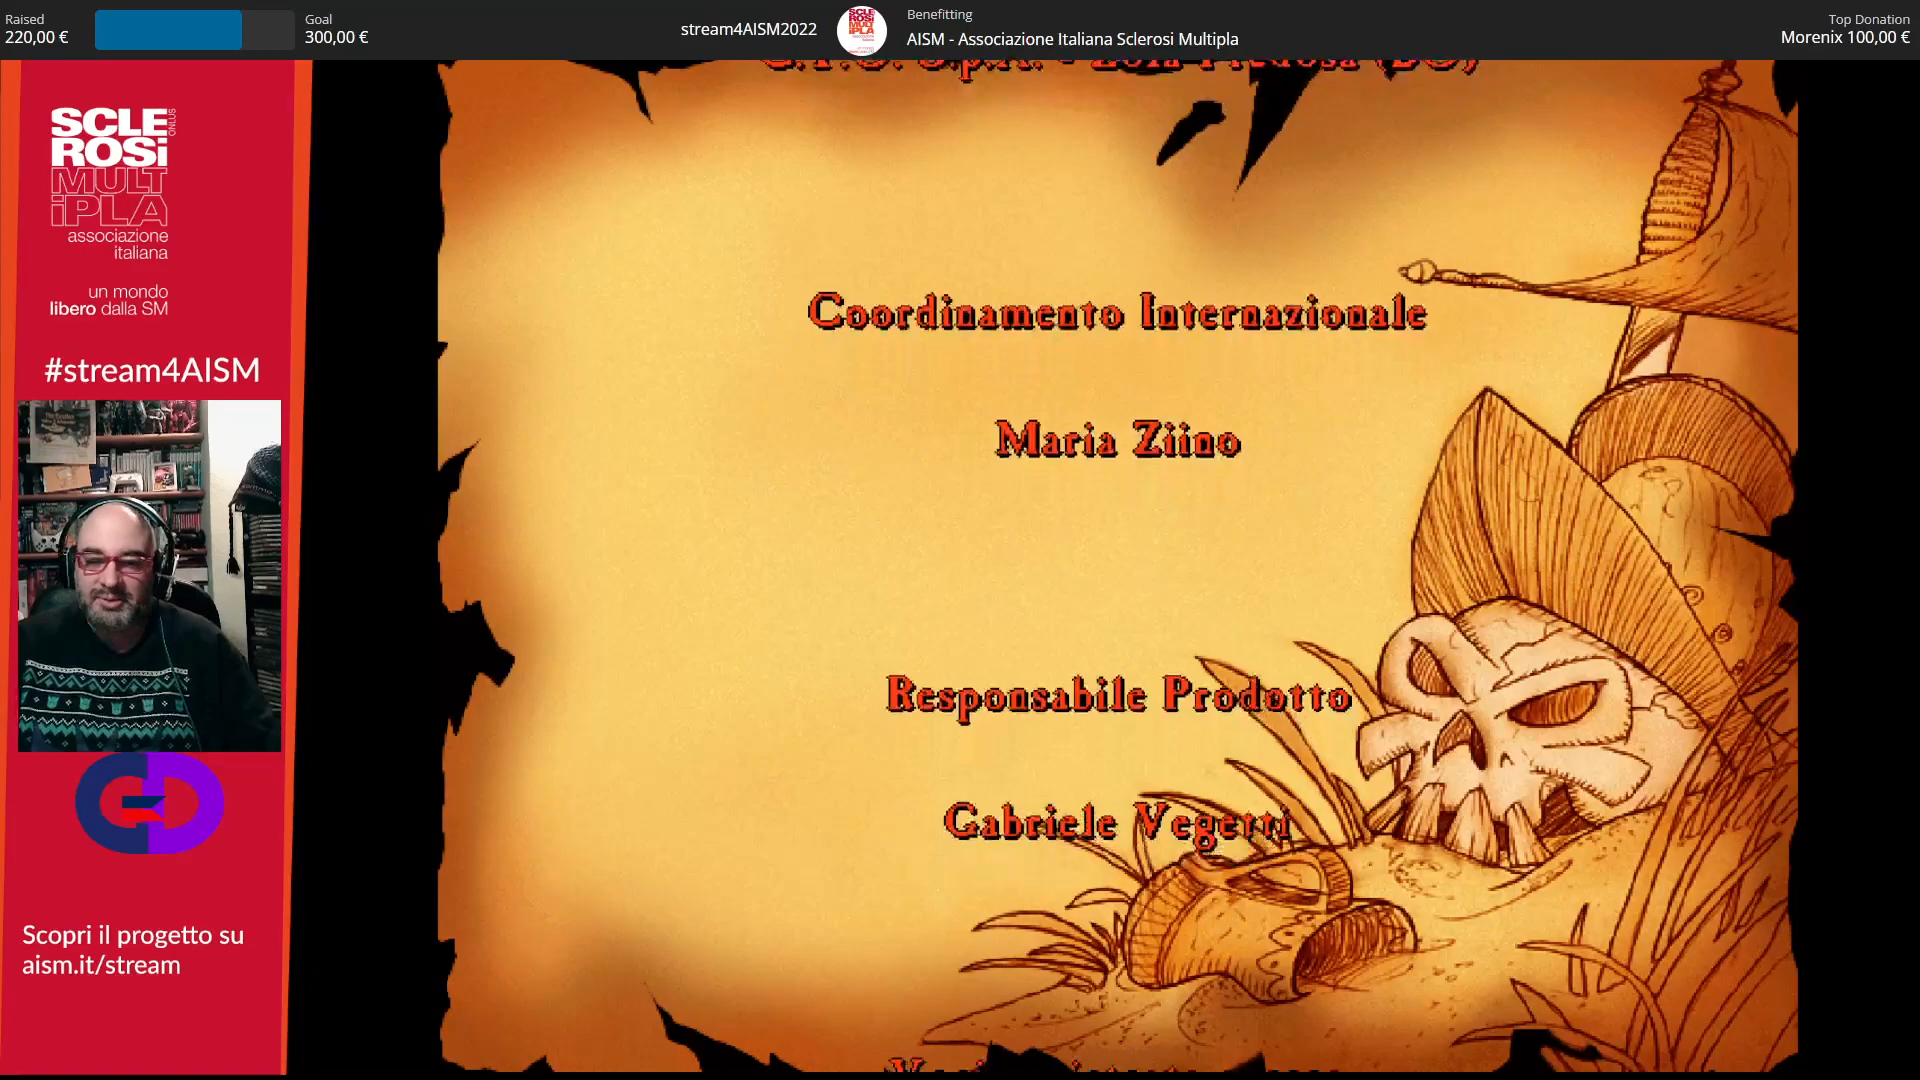 Raised
220,00 €
Goal
300,00 €
stream4AISM2022
Benefitting
AISM - Associazione Italiana Sclerosi Multipla
Top Donation
Morenix 100,00 €
SCLE
ROSi
MULT
iPLA
ONLUS
associazione
italiana
un mondo
libero dalla SM
#stream4AISM
Scopri il progetto su
aism.it/stream
Coordinamento Internazionale
Maria Ziino
Responsabile Prodotto
Gabriele Vegetti